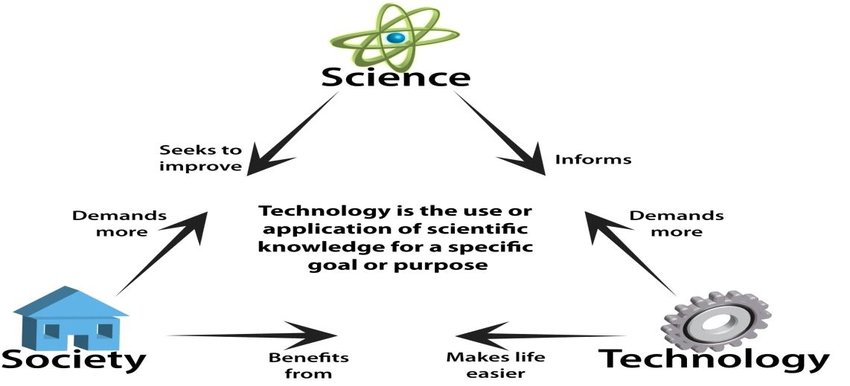 Science
Seeks to
improve
Informs
Demands
more
Technology is the use or
application of scientific
knowledge for a specific
goal or purpose
Demands
more
Society
Benefits
from
Makes life
easier
Technology